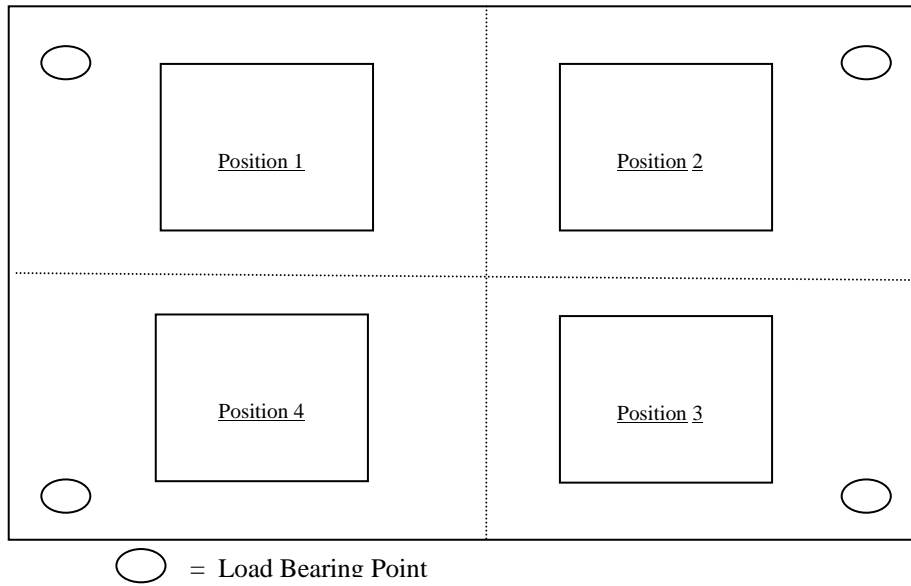 Position 1
Position 2
Position 4
Position 3
= Load Bearing Point